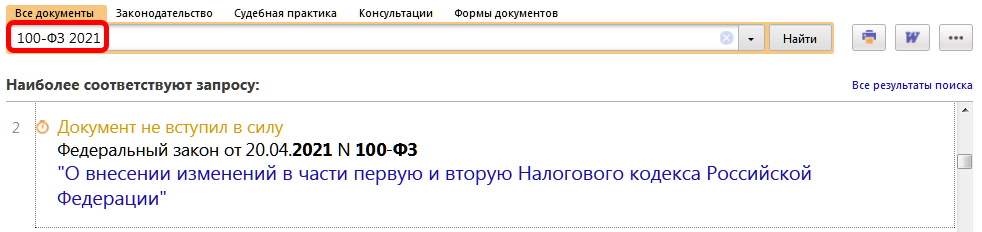 Все документы Законодательство Судебная практика Консультации Формы документов
100-ФЗ 2021 Найти W
Наиболее соответствуют запросу: Все результаты поиска
2 Документ не вступил в силу
Федеральный закон от 20.04.2021 N 100-ФЗ
"О внесении изменений в части первую и вторую Налогового кодекса Российской
Федерации"